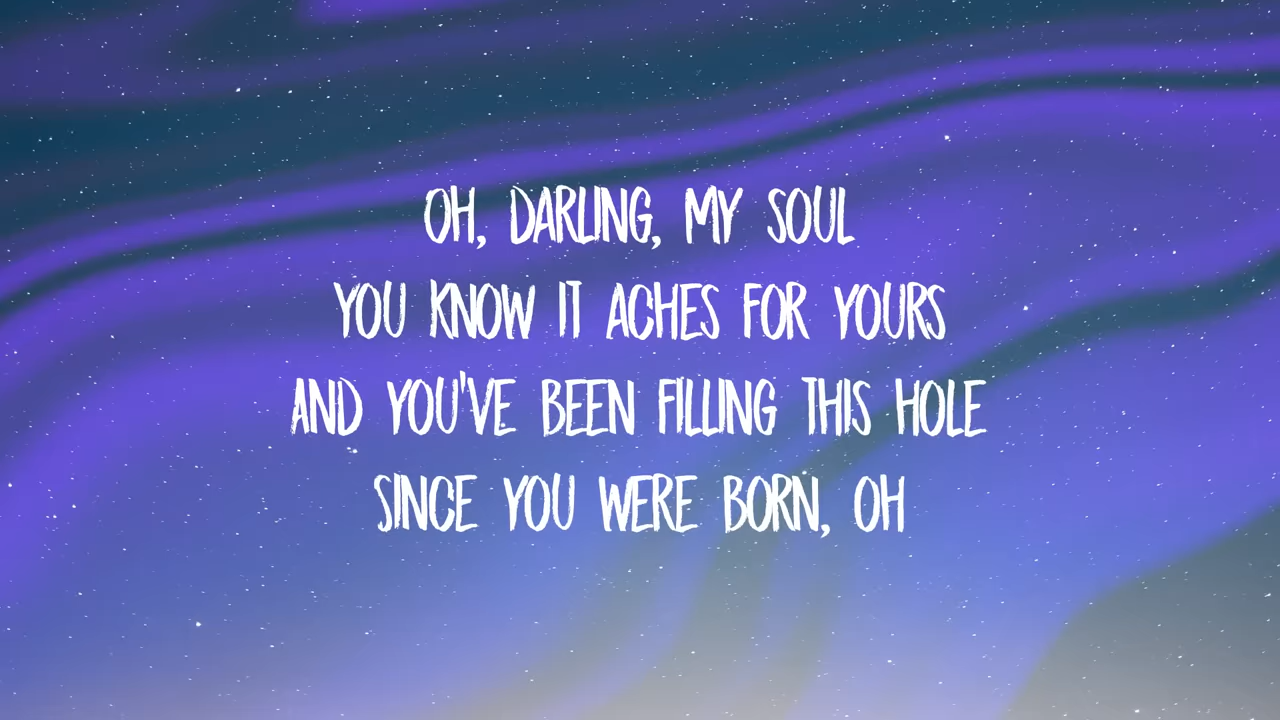 OH, DARLING, MY SOUL
YOU KNOW IT ACHES FOR YOURS
AND YOU'VE BEEN FILLING THIS HOLE
SINCE YOU WERE BORN, OH